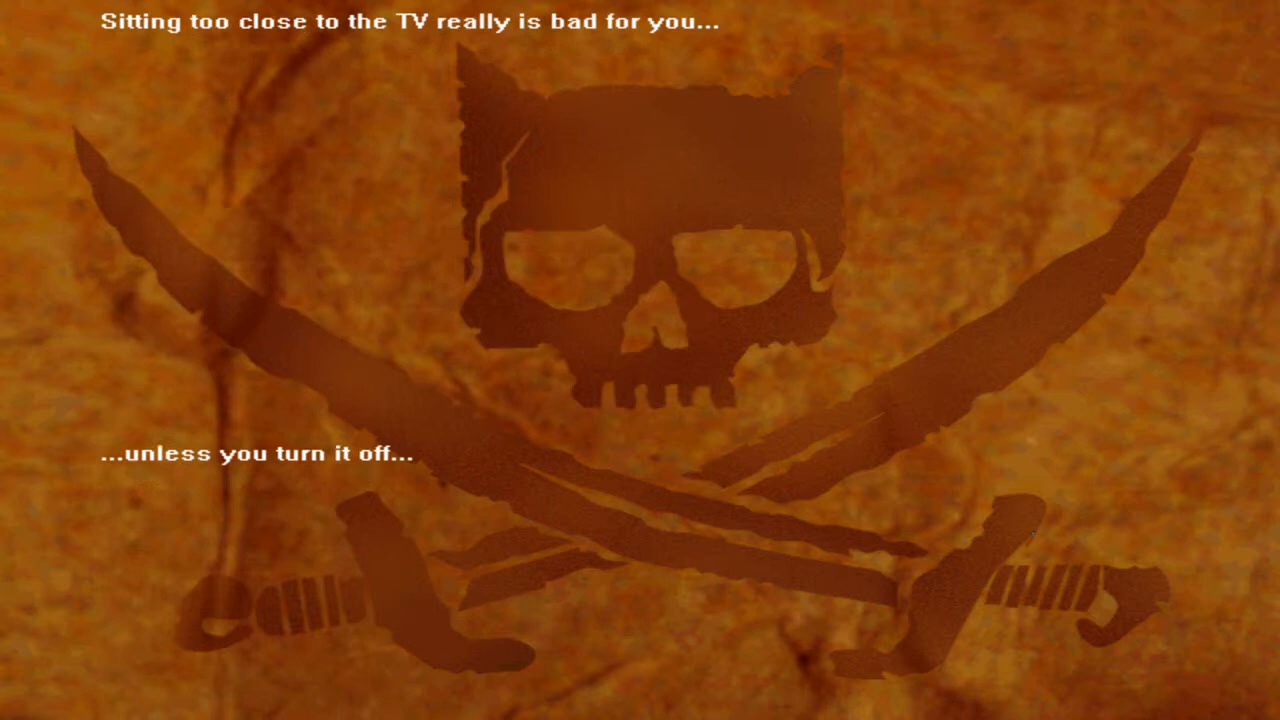 Sitting too close to the TV really is bad for you...
...unless you turn it off...